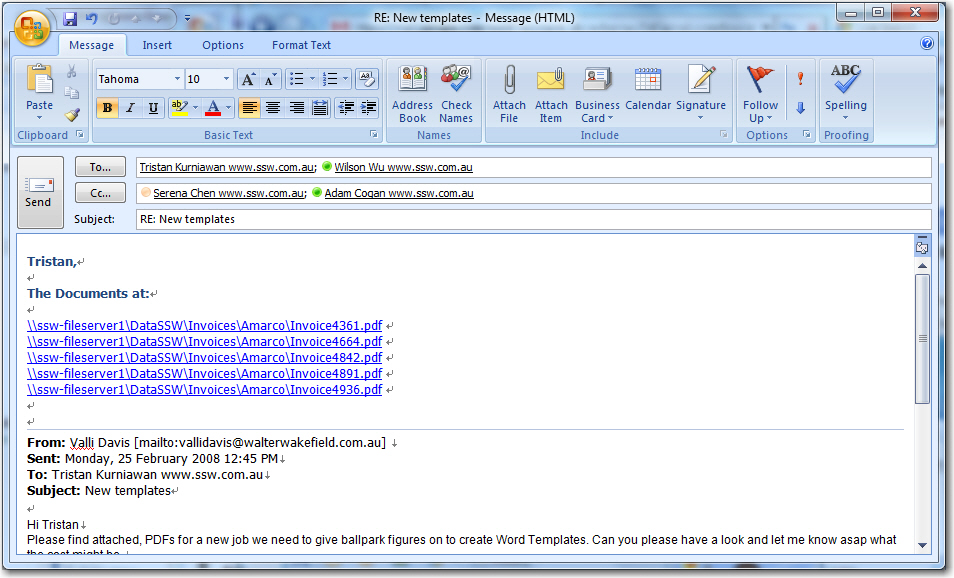 RE: New templates - Message (HTML)
Message Insert Options Format Text
Tahoma 10
Paste
B I U ab A
Address Book
Check Names
Attach File
Attach Item
Business Card
Calendar
Signature
Follow Up
ABC
Spelling
Clipboard Basic Text Names Include Options Proofing
Send
To... Tristan Kurniawan www.ssw.com.au; Wilson Wu www.ssw.com.au
Cc... Serena Chen www.ssw.com.au; Adam Cogan www.ssw.com.au
Subject: RE: New templates
Tristan,
The Documents at:
\\ssw-fileserver1\DataSSW\Invoices\Amarco\Invoice4361.pdf
\\ssw-fileserver1\DataSSW\Invoices\Amarco\Invoice4664.pdf
\\ssw-fileserver1\DataSSW\Invoices\Amarco\Invoice4842.pdf
\\ssw-fileserver1\DataSSW\Invoices\Amarco\Invoice4891.pdf
\\ssw-fileserver1\DataSSW\Invoices\Amarco\Invoice4936.pdf
From: Valli Davis [mailto:vallidavis@walterwakefield.com.au]
Sent: Monday, 25 February 2008 12:45 PM
To: Tristan Kurniawan www.ssw.com.au
Subject: New templates
Hi Tristan
Please find attached, PDFs for a new job we need to give ballpark figures on to create Word Templates. Can you please have a look and let me know asap what
the cost might be.